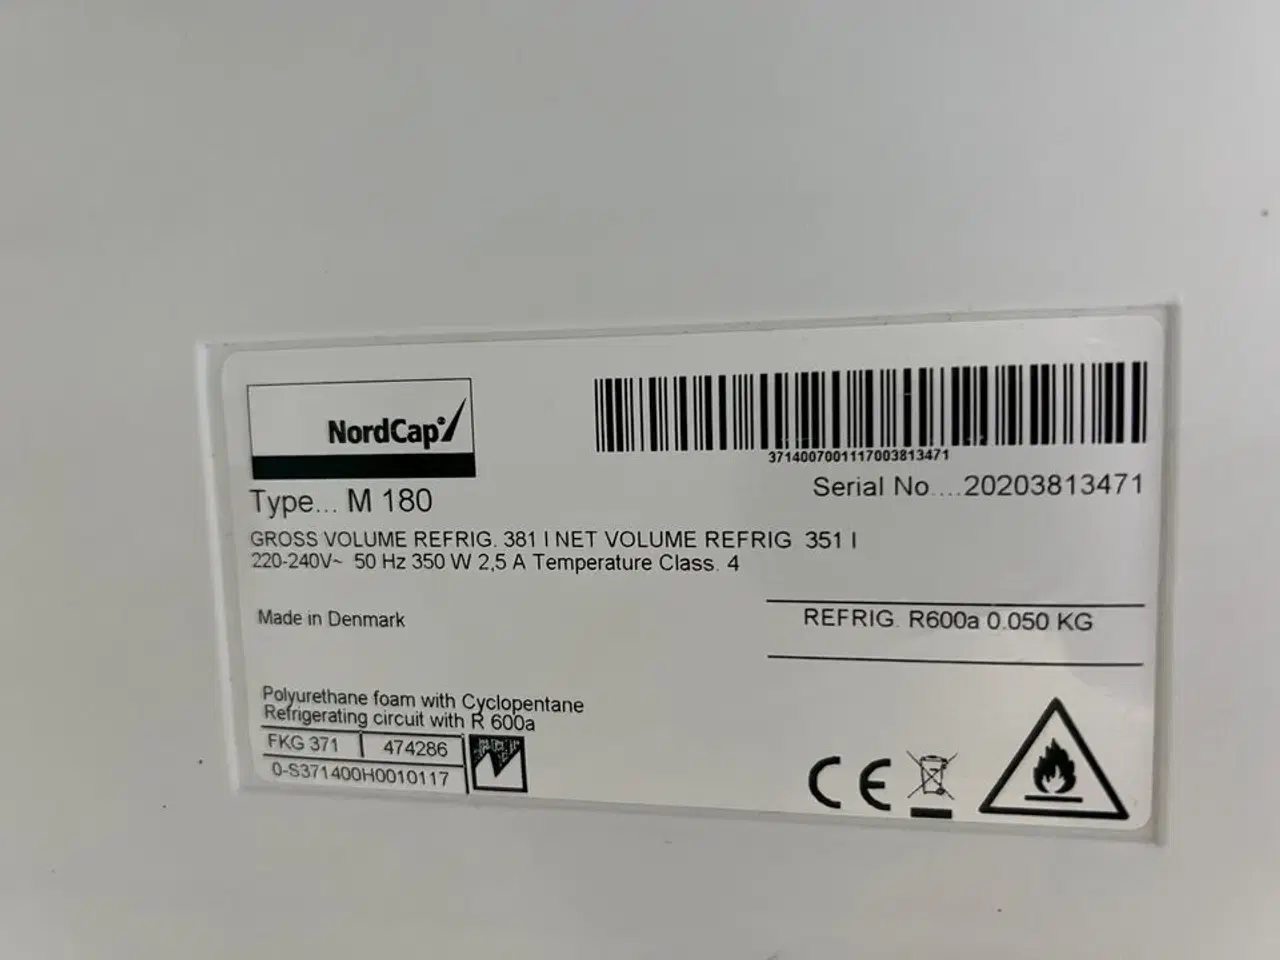 NordCap®
3714007001117003813471
Type... M 180
Serial No....20203813471
GROSS VOLUME REFRIG. 381 l NET VOLUME REFRIG 351 l
220-240V~ 50 Hz 350 W 2,5 A Temperature Class. 4
Made in Denmark
REFRIG. R600a 0.050 KG
Polyurethane foam with Cyclopentane
Refrigerating circuit with R 600a
FKG 371 474286
0-S371400H0010117
CE